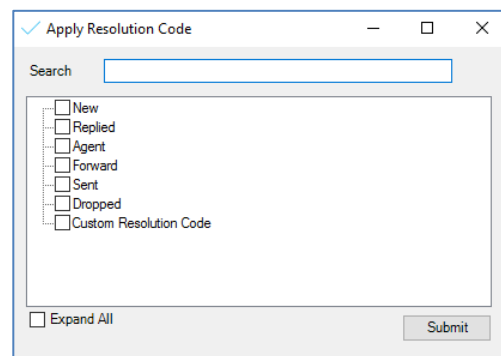 Apply Resolution Code
Search
New
Replied
Agent
Forward
Sent
Dropped
Custom Resolution Code
Expand All
Submit